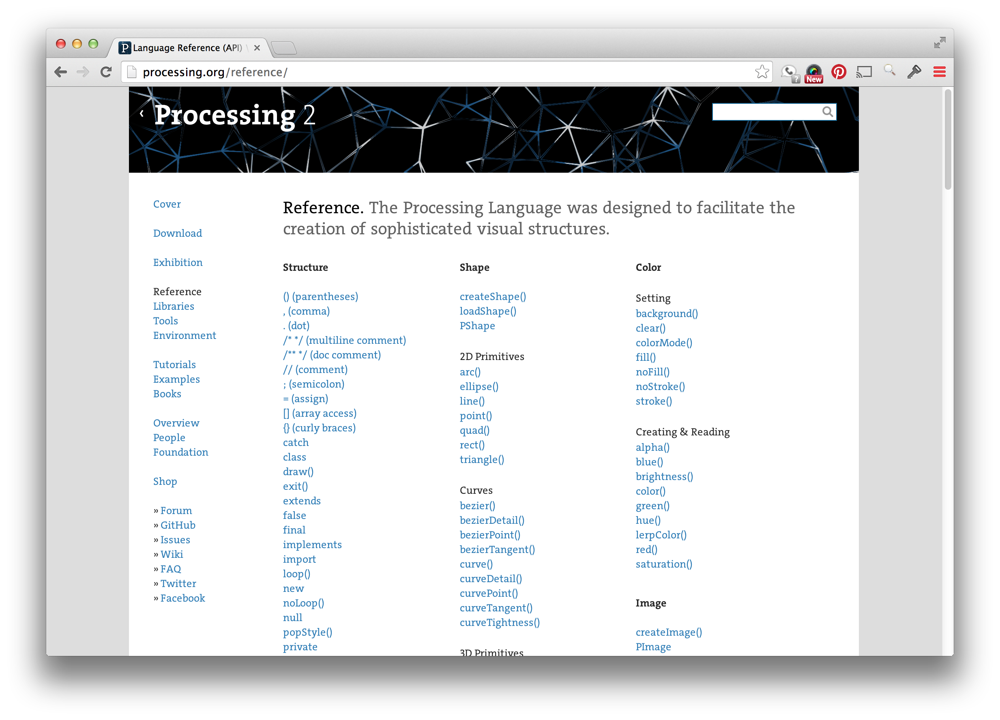 Language Reference (API) \
processing.org/reference/
?
New
‹ Processing 2
Cover
Download
Exhibition
Reference
Libraries
Tools
Environment
Tutorials
Examples
Books
Overview
People
Foundation
Shop
» Forum
» GitHub
» Issues
» Wiki
» FAQ
» Twitter
» Facebook
Reference. The Processing Language was designed to facilitate the
creation of sophisticated visual structures.
Structure
() (parentheses)
, (comma)
. (dot)
/* */ (multiline comment)
/** */ (doc comment)
// (comment)
; (semicolon)
= (assign)
[] (array access)
{} (curly braces)
catch
class
draw()
exit()
extends
false
final
implements
import
loop()
new
noLoop()
null
popStyle()
private
Shape
createShape()
loadShape()
PShape
2D Primitives
arc()
ellipse()
line()
point()
quad()
rect()
triangle()
Curves
bezier()
bezierDetail()
bezierPoint()
bezierTangent()
curve()
curveDetail()
curvePoint()
curveTangent()
curveTightness()
3D Primitives
Color
Setting
background()
clear()
colorMode()
fill()
noFill()
noStroke()
stroke()
Creating & Reading
alpha()
blue()
brightness()
color()
green()
hue()
lerpColor()
red()
saturation()
Image
createImage()
PImage